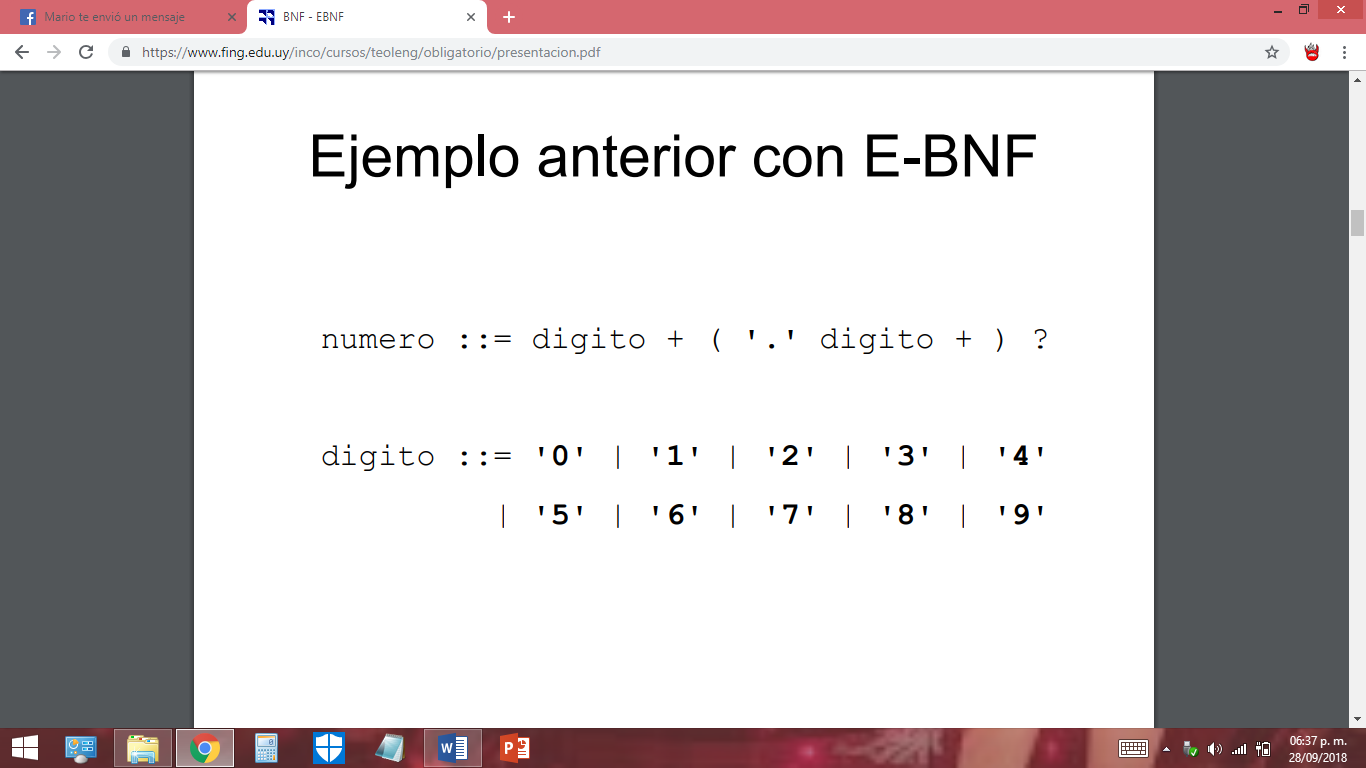 Mario te envió un mensaje
BNF - EBNF
https://www.fing.edu.uy/inco/cursos/teoleng/obligatorio/presentacion.pdf
Ejemplo anterior con E-BNF
numero ::= digito + ( '.' digito + ) ?
digito ::= '0' | '1' | '2' | '3' | '4'
| '5' | '6' | '7' | '8' | '9'
06:37 p. m.
28/09/2018